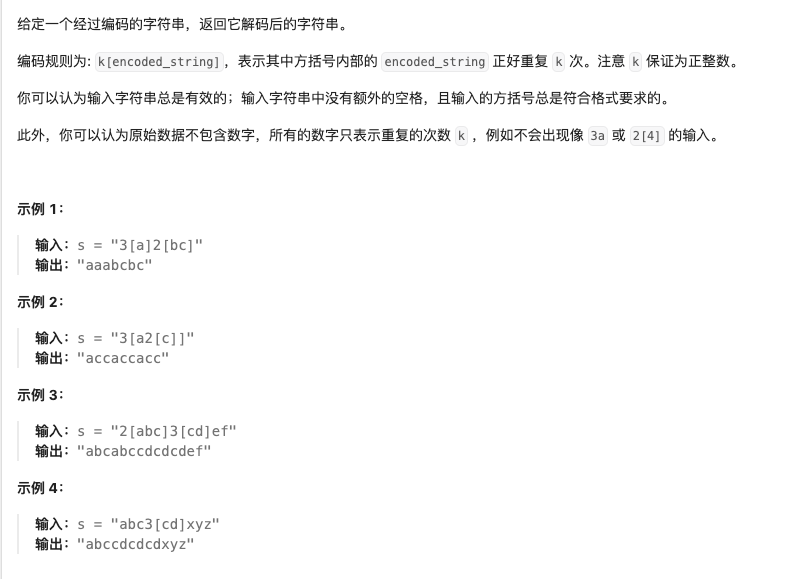 给定一个经过编码的字符串，返回它解码后的字符串。
编码规则为: k[encoded_string]，表示其中方括号内部的 encoded_string 正好重复 k 次。注意 k 保证为正整数。
你可以认为输入字符串总是有效的；输入字符串中没有额外的空格，且输入的方括号总是符合格式要求的。
此外，你可以认为原始数据不包含数字，所有的数字只表示重复的次数 k ，例如不会出现像 3a 或 2[4] 的输入。
示例 1：
输入：s = "3[a]2[bc]"
输出："aaabcbc"
示例 2：
输入：s = "3[a2[c]]"
输出："accaccacc"
示例 3：
输入：s = "2[abc]3[cd]ef"
输出："abcabccdcdcdef"
示例 4：
输入：s = "abc3[cd]xyz"
输出："abccdcdcdxyz"